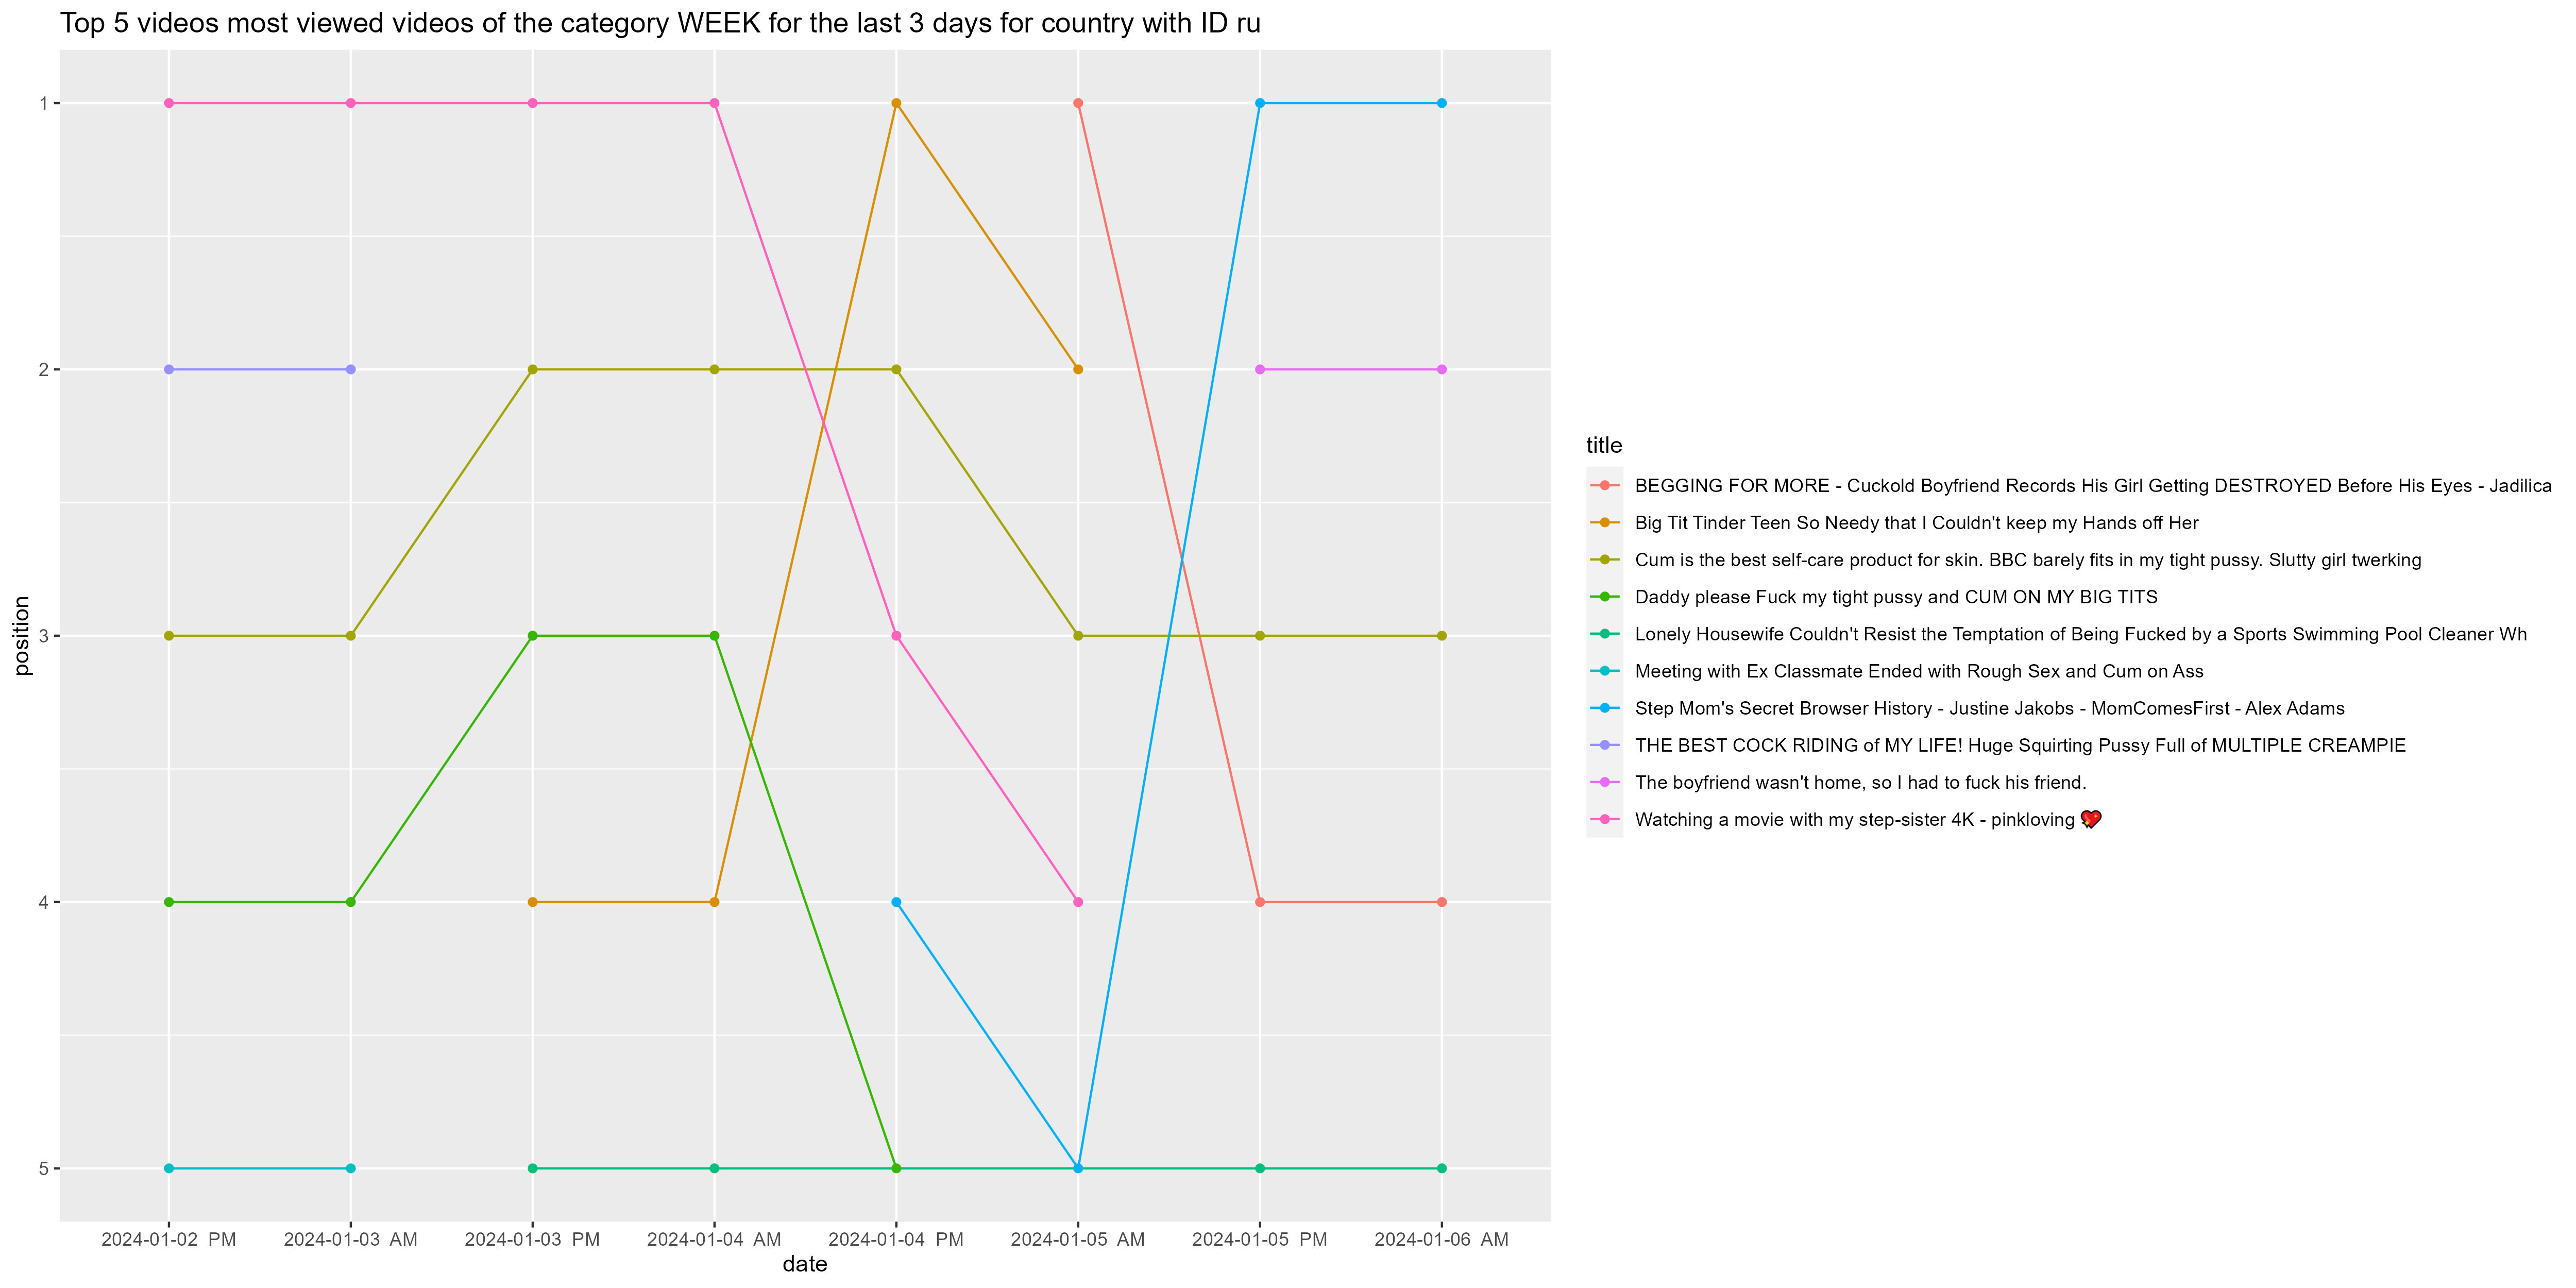 Top 5 videos most viewed videos of the category WEEK for the last 3 days for country with ID ru
position
1
2
3
4
5
2024-01-02 PM
2024-01-03 AM
2024-01-03 PM
2024-01-04 AM
2024-01-04 PM
2024-01-05 AM
2024-01-05 PM
2024-01-06 AM
date
title
BEGGING FOR MORE - Cuckold Boyfriend Records His Girl Getting DESTROYED Before His Eyes - Jadilica
Big Tit Tinder Teen So Needy that I Couldn't keep my Hands off Her
Cum is the best self-care product for skin. BBC barely fits in my tight pussy. Slutty girl twerking
Daddy please Fuck my tight pussy and CUM ON MY BIG TITS
Lonely Housewife Couldn't Resist the Temptation of Being Fucked by a Sports Swimming Pool Cleaner Wh
Meeting with Ex Classmate Ended with Rough Sex and Cum on Ass
Step Mom's Secret Browser History - Justine Jakobs - MomComesFirst - Alex Adams
THE BEST COCK RIDING of MY LIFE! Huge Squirting Pussy Full of MULTIPLE CREAMPIE
The boyfriend wasn't home, so I had to fuck his friend.
Watching a movie with my step-sister 4K - pinkloving 💖